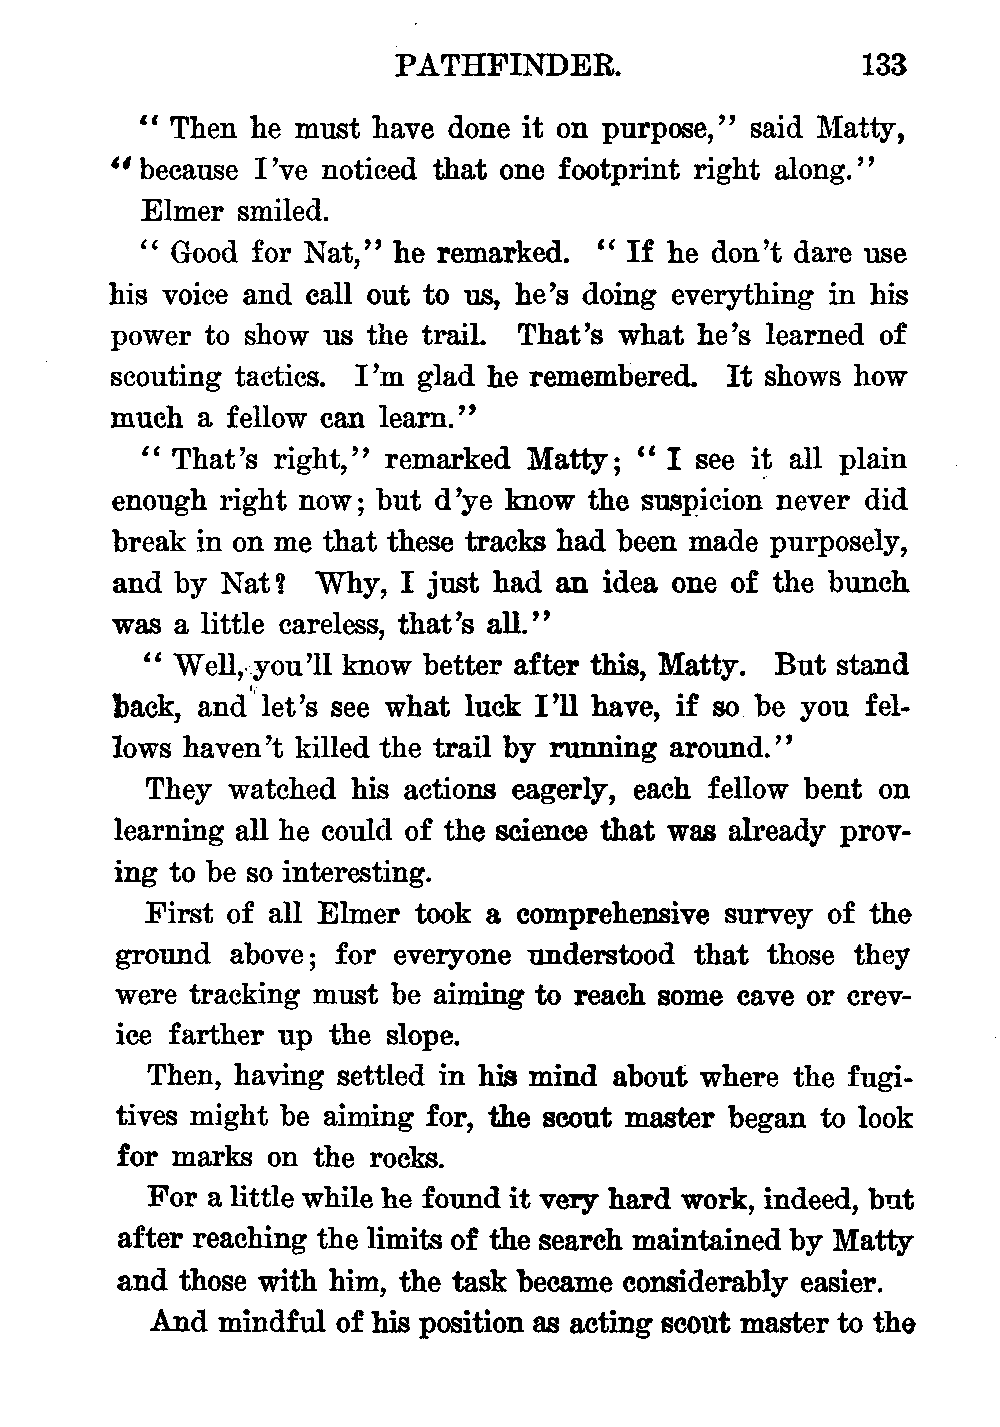 PATHFINDER. 133
“ Then he must have done it on purpose,” said Matty,
“ because I’ve noticed that one footprint right along.”
Elmer smiled.
“ Good for Nat,” he remarked. “ If he don’t dare use
his voice and call out to us, he’s doing everything in his
power to show us the trail. That’s what he’s learned of
scouting tactics. I’m glad he remembered. It shows how
much a fellow can learn.”
“ That’s right,” remarked Matty; “ I see it all plain
enough right now; but d’ye know the suspicion never did
break in on me that these tracks had been made purposely,
and by Nat? Why, I just had an idea one of the bunch
was a little careless, that’s all.”
“ Well, you’ll know better after this, Matty. But stand
back, and let’s see what luck I’ll have, if so be you fel-
lows haven’t killed the trail by running around.”
They watched his actions eagerly, each fellow bent on
learning all he could of the science that was already prov-
ing to be so interesting.
First of all Elmer took a comprehensive survey of the
ground above; for everyone understood that those they
were tracking must be aiming to reach some cave or crev-
ice farther up the slope.
Then, having settled in his mind about where the fugi-
tives might be aiming for, the scout master began to look
for marks on the rocks.
For a little while he found it very hard work, indeed, but
after reaching the limits of the search maintained by Matty
and those with him, the task became considerably easier.
And mindful of his position as acting scout master to the